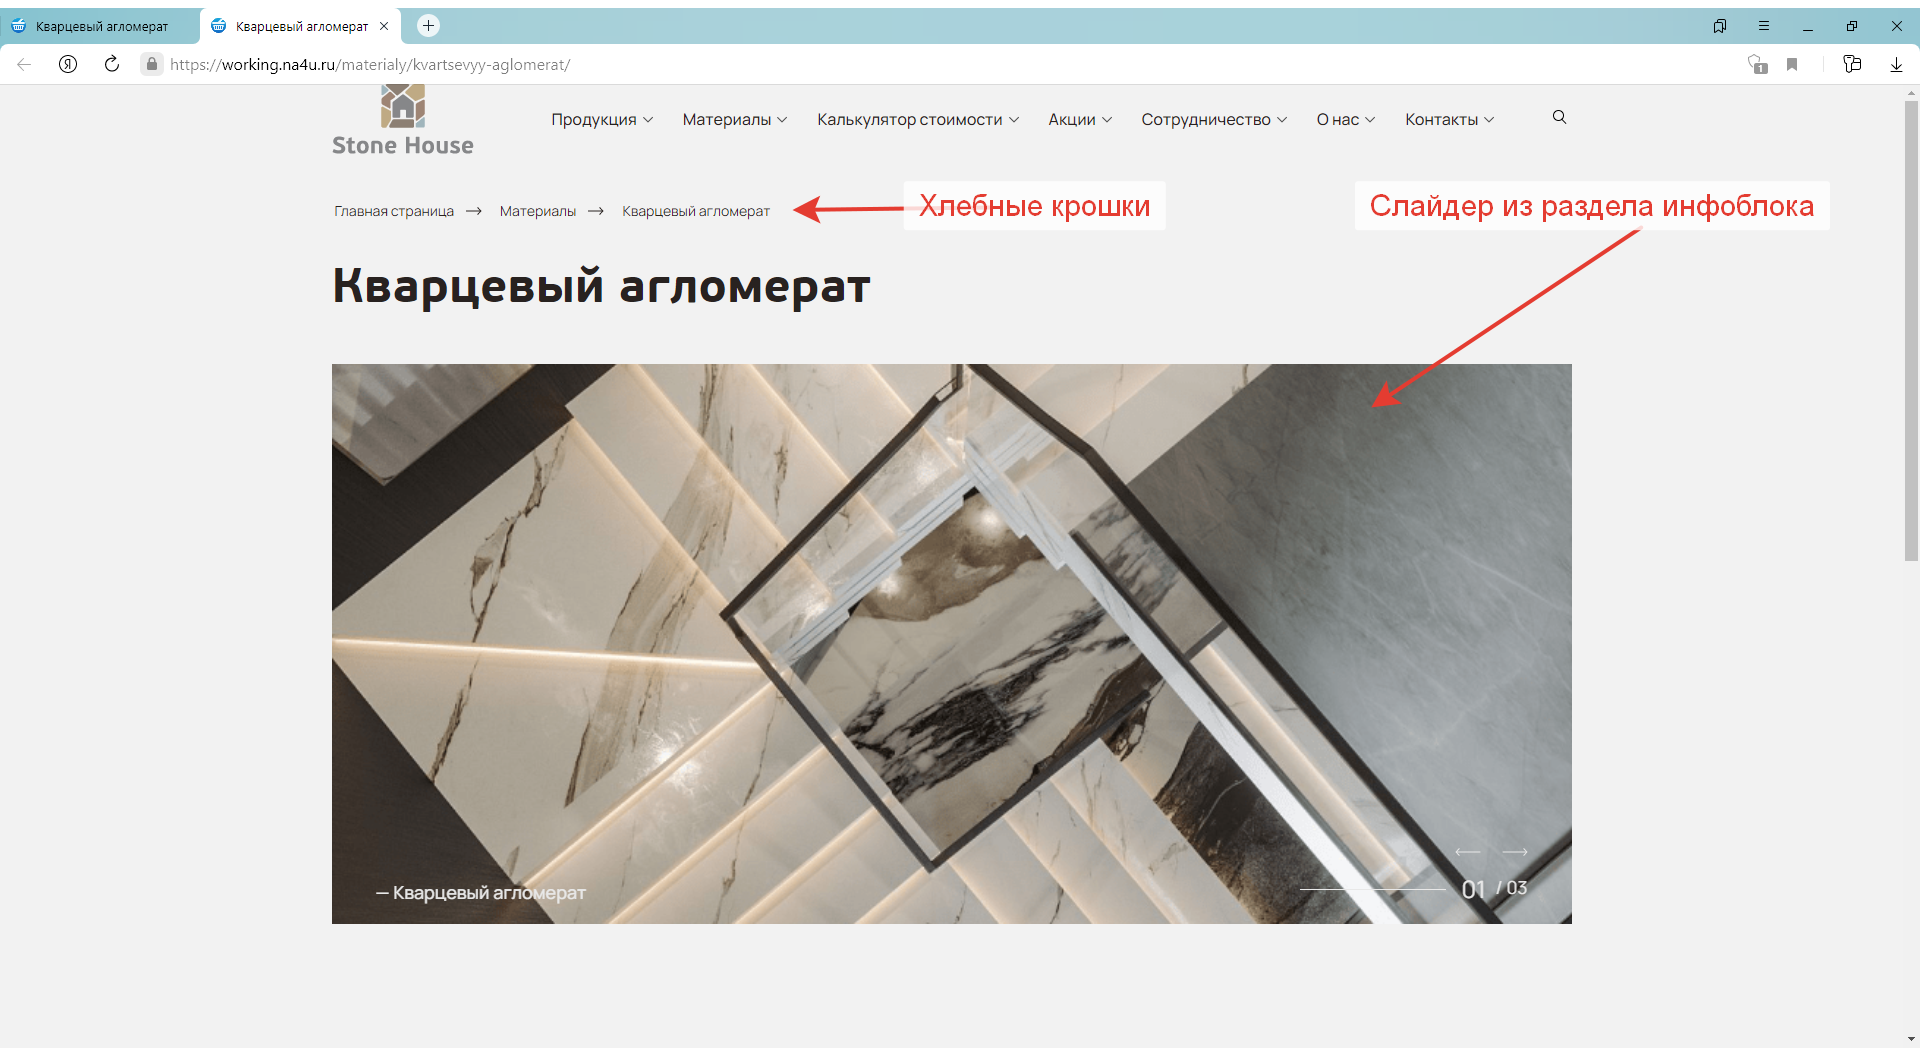 Кварцевый агломерат
Кварцевый агломерат
https://working.na4u.ru/materialy/kvartsevyy-aglomerat/
1
Stone House
Продукция
Материалы
Калькулятор стоимости
Акции
Сотрудничество
О нас
Контакты
Главная страница
Материалы
Кварцевый агломерат
Хлебные крошки
Слайдер из раздела инфоблока
Кварцевый агломерат
— Кварцевый агломерат
01 / 03